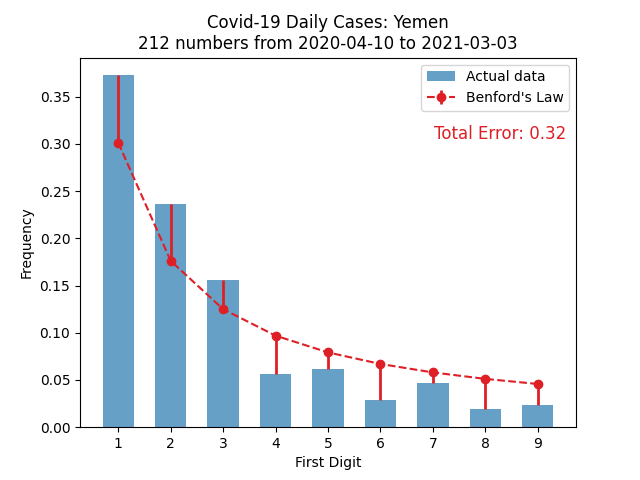 Covid-19 Daily Cases: Yemen
212 numbers from 2020-04-10 to 2021-03-03
Actual data
Benford's Law
Total Error: 0.32
Frequency
0.35
0.30
0.25
0.20
0.15
0.10
0.05
0.00
1 2 3 4 5 6 7 8 9
First Digit